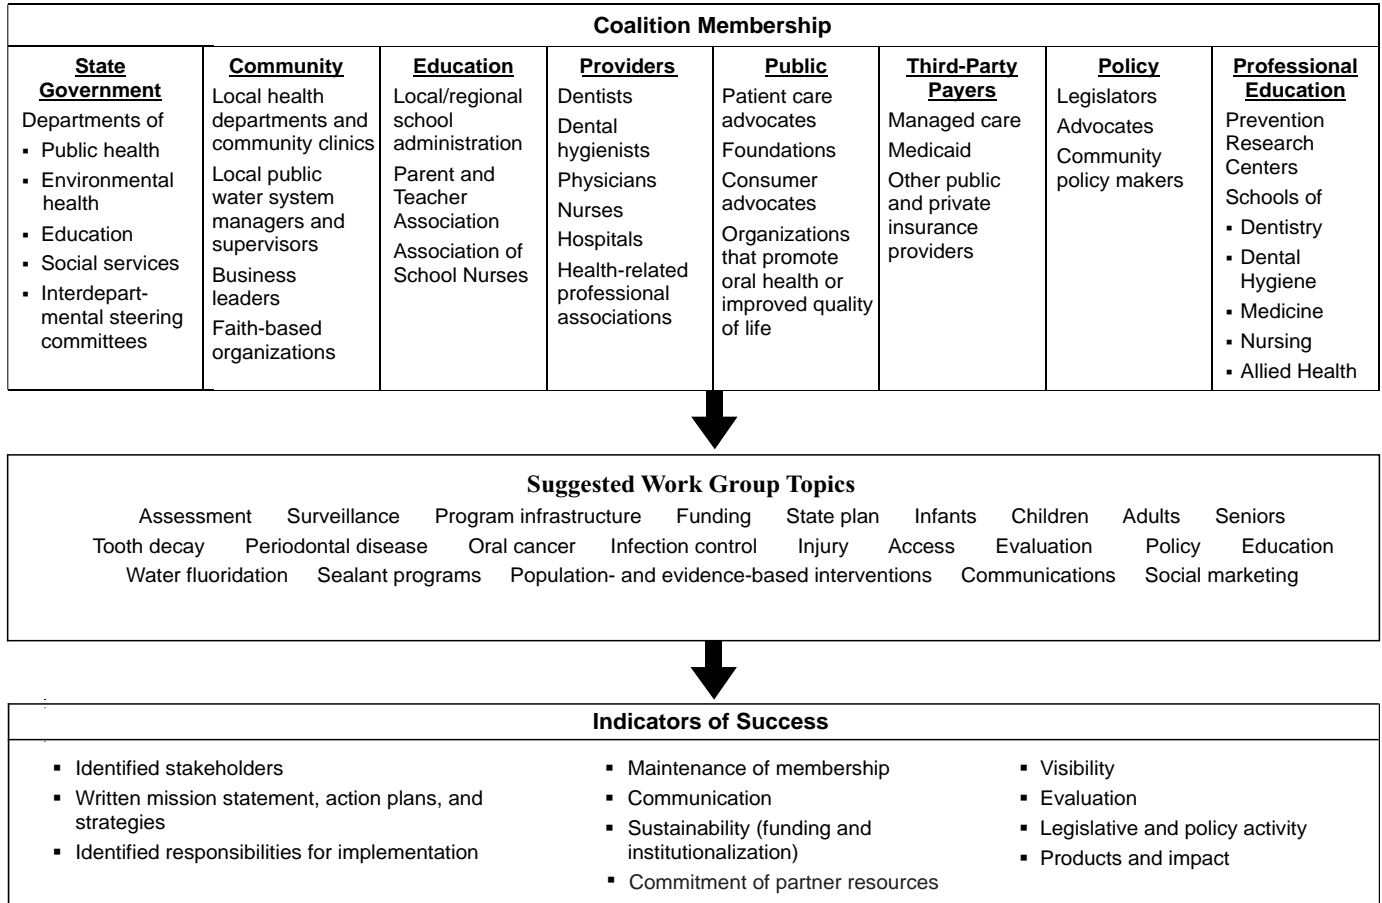 Coalition Membership
State
Government
Departments of
▪ Public health
▪ Environmental
health
▪ Education
▪ Social services
▪ Interdepart-
mental steering
committees
Community
Local health
departments and
community clinics
Local public
water system
managers and
supervisors
Business
leaders
Faith-based
organizations
Education
Local/regional
school
administration
Parent and
Teacher
Association
Association of
School Nurses
Providers
Dentists
Dental
hygienists
Physicians
Nurses
Hospitals
Health-related
professional
associations
Public
Patient care
advocates
Foundations
Consumer
advocates
Organizations
that promote
oral health or
improved quality
of life
Third-Party
Payers
Managed care
Medicaid
Other public
and private
insurance
providers
Policy
Legislators
Advocates
Community
policy makers
Professional
Education
Prevention
Research
Centers
Schools of
▪ Dentistry
▪ Dental
Hygiene
▪ Medicine
▪ Nursing
▪ Allied Health
Suggested Work Group Topics
Assessment Surveillance Program infrastructure Funding State plan Infants Children Adults Seniors
Tooth decay Periodontal disease Oral cancer Infection control Injury Access Evaluation Policy Education
Water fluoridation Sealant programs Population- and evidence-based interventions Communications Social marketing
Indicators of Success
▪ Identified stakeholders
▪ Written mission statement, action plans, and
strategies
▪ Identified responsibilities for implementation
▪ Maintenance of membership
▪ Communication
▪ Sustainability (funding and
institutionalization)
▪ Commitment of partner resources
▪ Visibility
▪ Evaluation
▪ Legislative and policy activity
▪ Products and impact